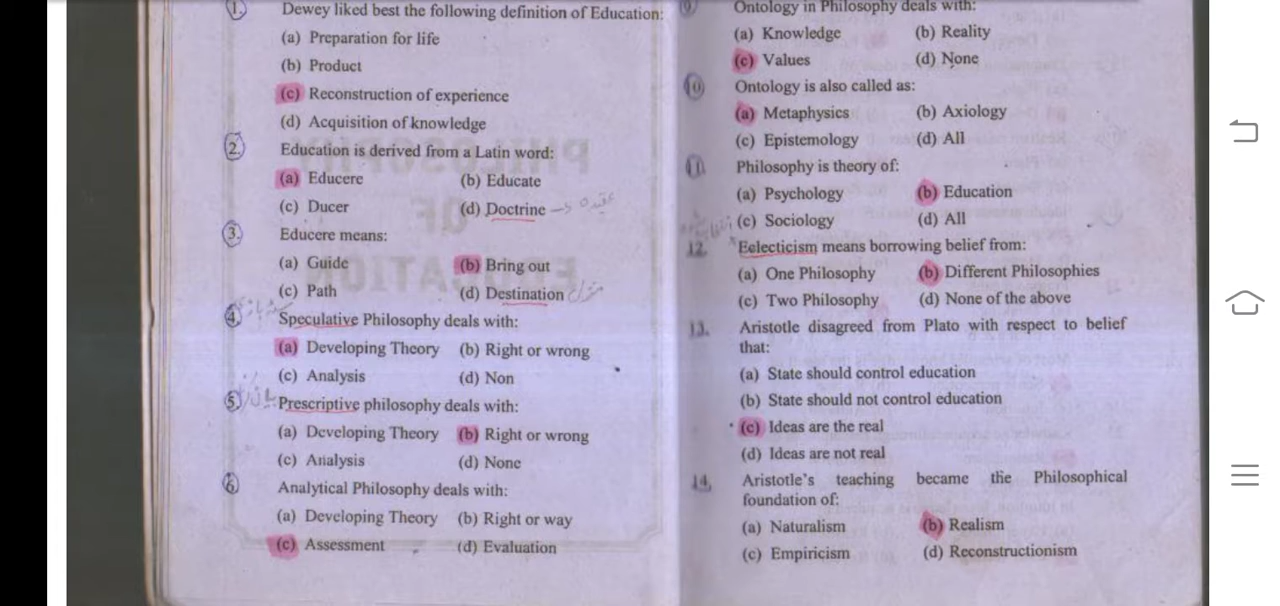 1. Dewey liked best the following definition of Education:
(a) Preparation for life
(b) Product
(c) Reconstruction of experience
(d) Acquisition of knowledge
2. Education is derived from a Latin word:
(a) Educere (b) Educate
(c) Ducer (d) Doctrine عقیدہ
3. Educere means:
(a) Guide (b) Bring out
(c) Path (d) Destination منزل
4. Speculative Philosophy deals with:
(a) Developing Theory (b) Right or wrong
(c) Analysis (d) Non
5. Prescriptive philosophy deals with:
(a) Developing Theory (b) Right or wrong
(c) Analysis (d) None
6. Analytical Philosophy deals with:
(a) Developing Theory (b) Right or way
(c) Assessment (d) Evaluation
Ontology in Philosophy deals with:
(a) Knowledge (b) Reality
(c) Values (d) None
10 Ontology is also called as:
(a) Metaphysics (b) Axiology
(c) Epistemology (d) All
11. Philosophy is theory of:
(a) Psychology (b) Education
(c) Sociology (d) All
12. Eelecticism means borrowing belief from:
(a) One Philosophy (b) Different Philosophies
(c) Two Philosophy (d) None of the above
13. Aristotle disagreed from Plato with respect to belief
that:
(a) State should control education
(b) State should not control education
(c) Ideas are the real
(d) Ideas are not real
14. Aristotle's teaching became the Philosophical
foundation of:
(a) Naturalism (b) Realism
(c) Empiricism (d) Reconstructionism